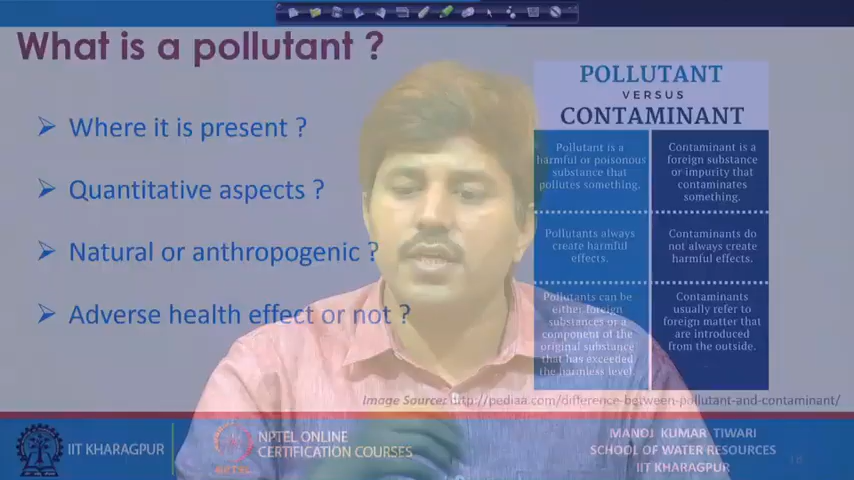 What is a pollutant ?
➤ Where it is present ?
➤ Quantitative aspects ?
➤ Natural or anthropogenic ?
➤ Adverse health effect or not ?
POLLUTANT
VERSUS
CONTAMINANT
Pollutant is a
harmful or poisonous
substance that
pollutes something.
Contaminant is a
foreign substance
or impurity that
contaminates
something.
Pollutants always
create harmful
effects.
Contaminants do
not always create
harmful effects.
Pollutants can be
either foreign
substances or a
component of the
original substance
that has exceeded
the harmless level.
Contaminants
usually refer to
foreign matter that
are introduced
from the outside.
Image Source: http://pediaa.com/difference-between-pollutant-and-contaminant/
IIT KHARAGPUR
NPTEL ONLINE
CERTIFICATION COURSES
NPTEL
MANOJ KUMAR TIWARI
SCHOOL OF WATER RESOURCES
IIT KHARAGPUR